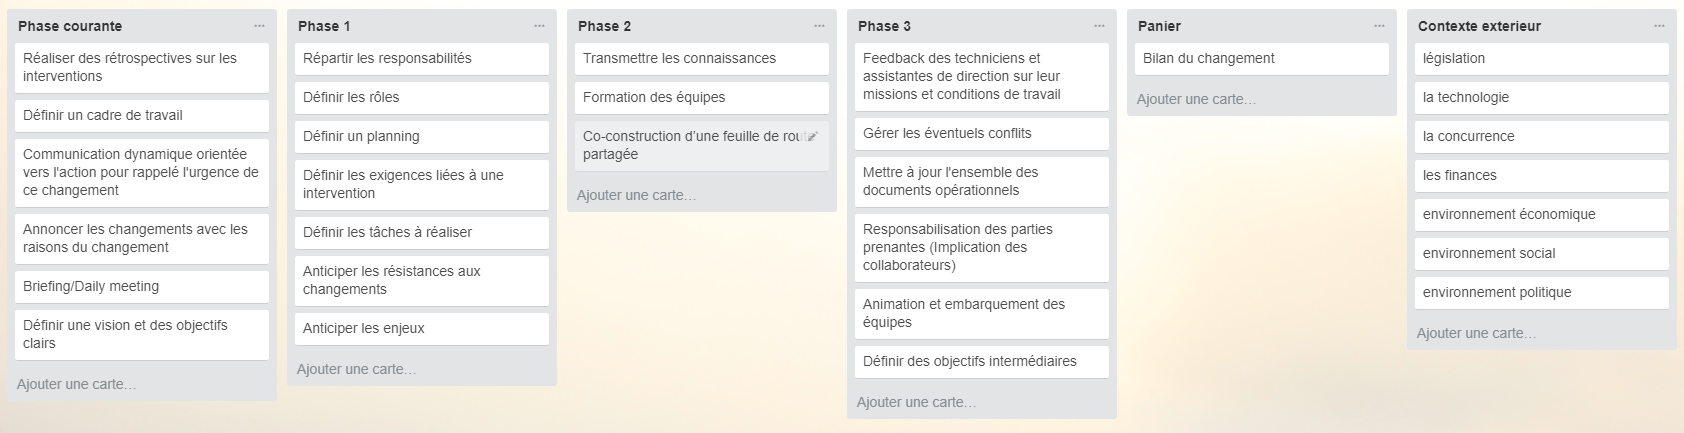 Phase courante
Réaliser des rétrospectives sur les
interventions
Définir un cadre de travail
Communication dynamique orientée
vers l'action pour rappelé l'urgence de
ce changement
Annoncer les changements avec les
raisons du changement
Briefing/Daily meeting
Définir une vision et des objectifs
clairs
Ajouter une carte…
Phase 1
Répartir les responsabilités
Définir les rôles
Définir un planning
Définir les exigences liées à une
intervention
Définir les tâches à réaliser
Anticiper les résistances aux
changements
Anticiper les enjeux
Ajouter une carte…
Phase 2
Transmettre les connaissances
Formation des équipes
Co-construction d'une feuille de route
partagée
Ajouter une carte…
Phase 3
Feedback des techniciens et
assistantes de direction sur leur
missions et conditions de travail
Gérer les éventuels conflits
Mettre à jour l'ensemble des
documents opérationnels
Responsabilisation des parties
prenantes (Implication des
collaborateurs)
Animation et embarquement des
équipes
Définir des objectifs intermédiaires
Ajouter une carte…
Panier
Bilan du changement
Ajouter une carte…
Contexte exterieur
législation
la technologie
la concurrence
les finances
environnement économique
environnement social
environnement politique
Ajouter une carte…